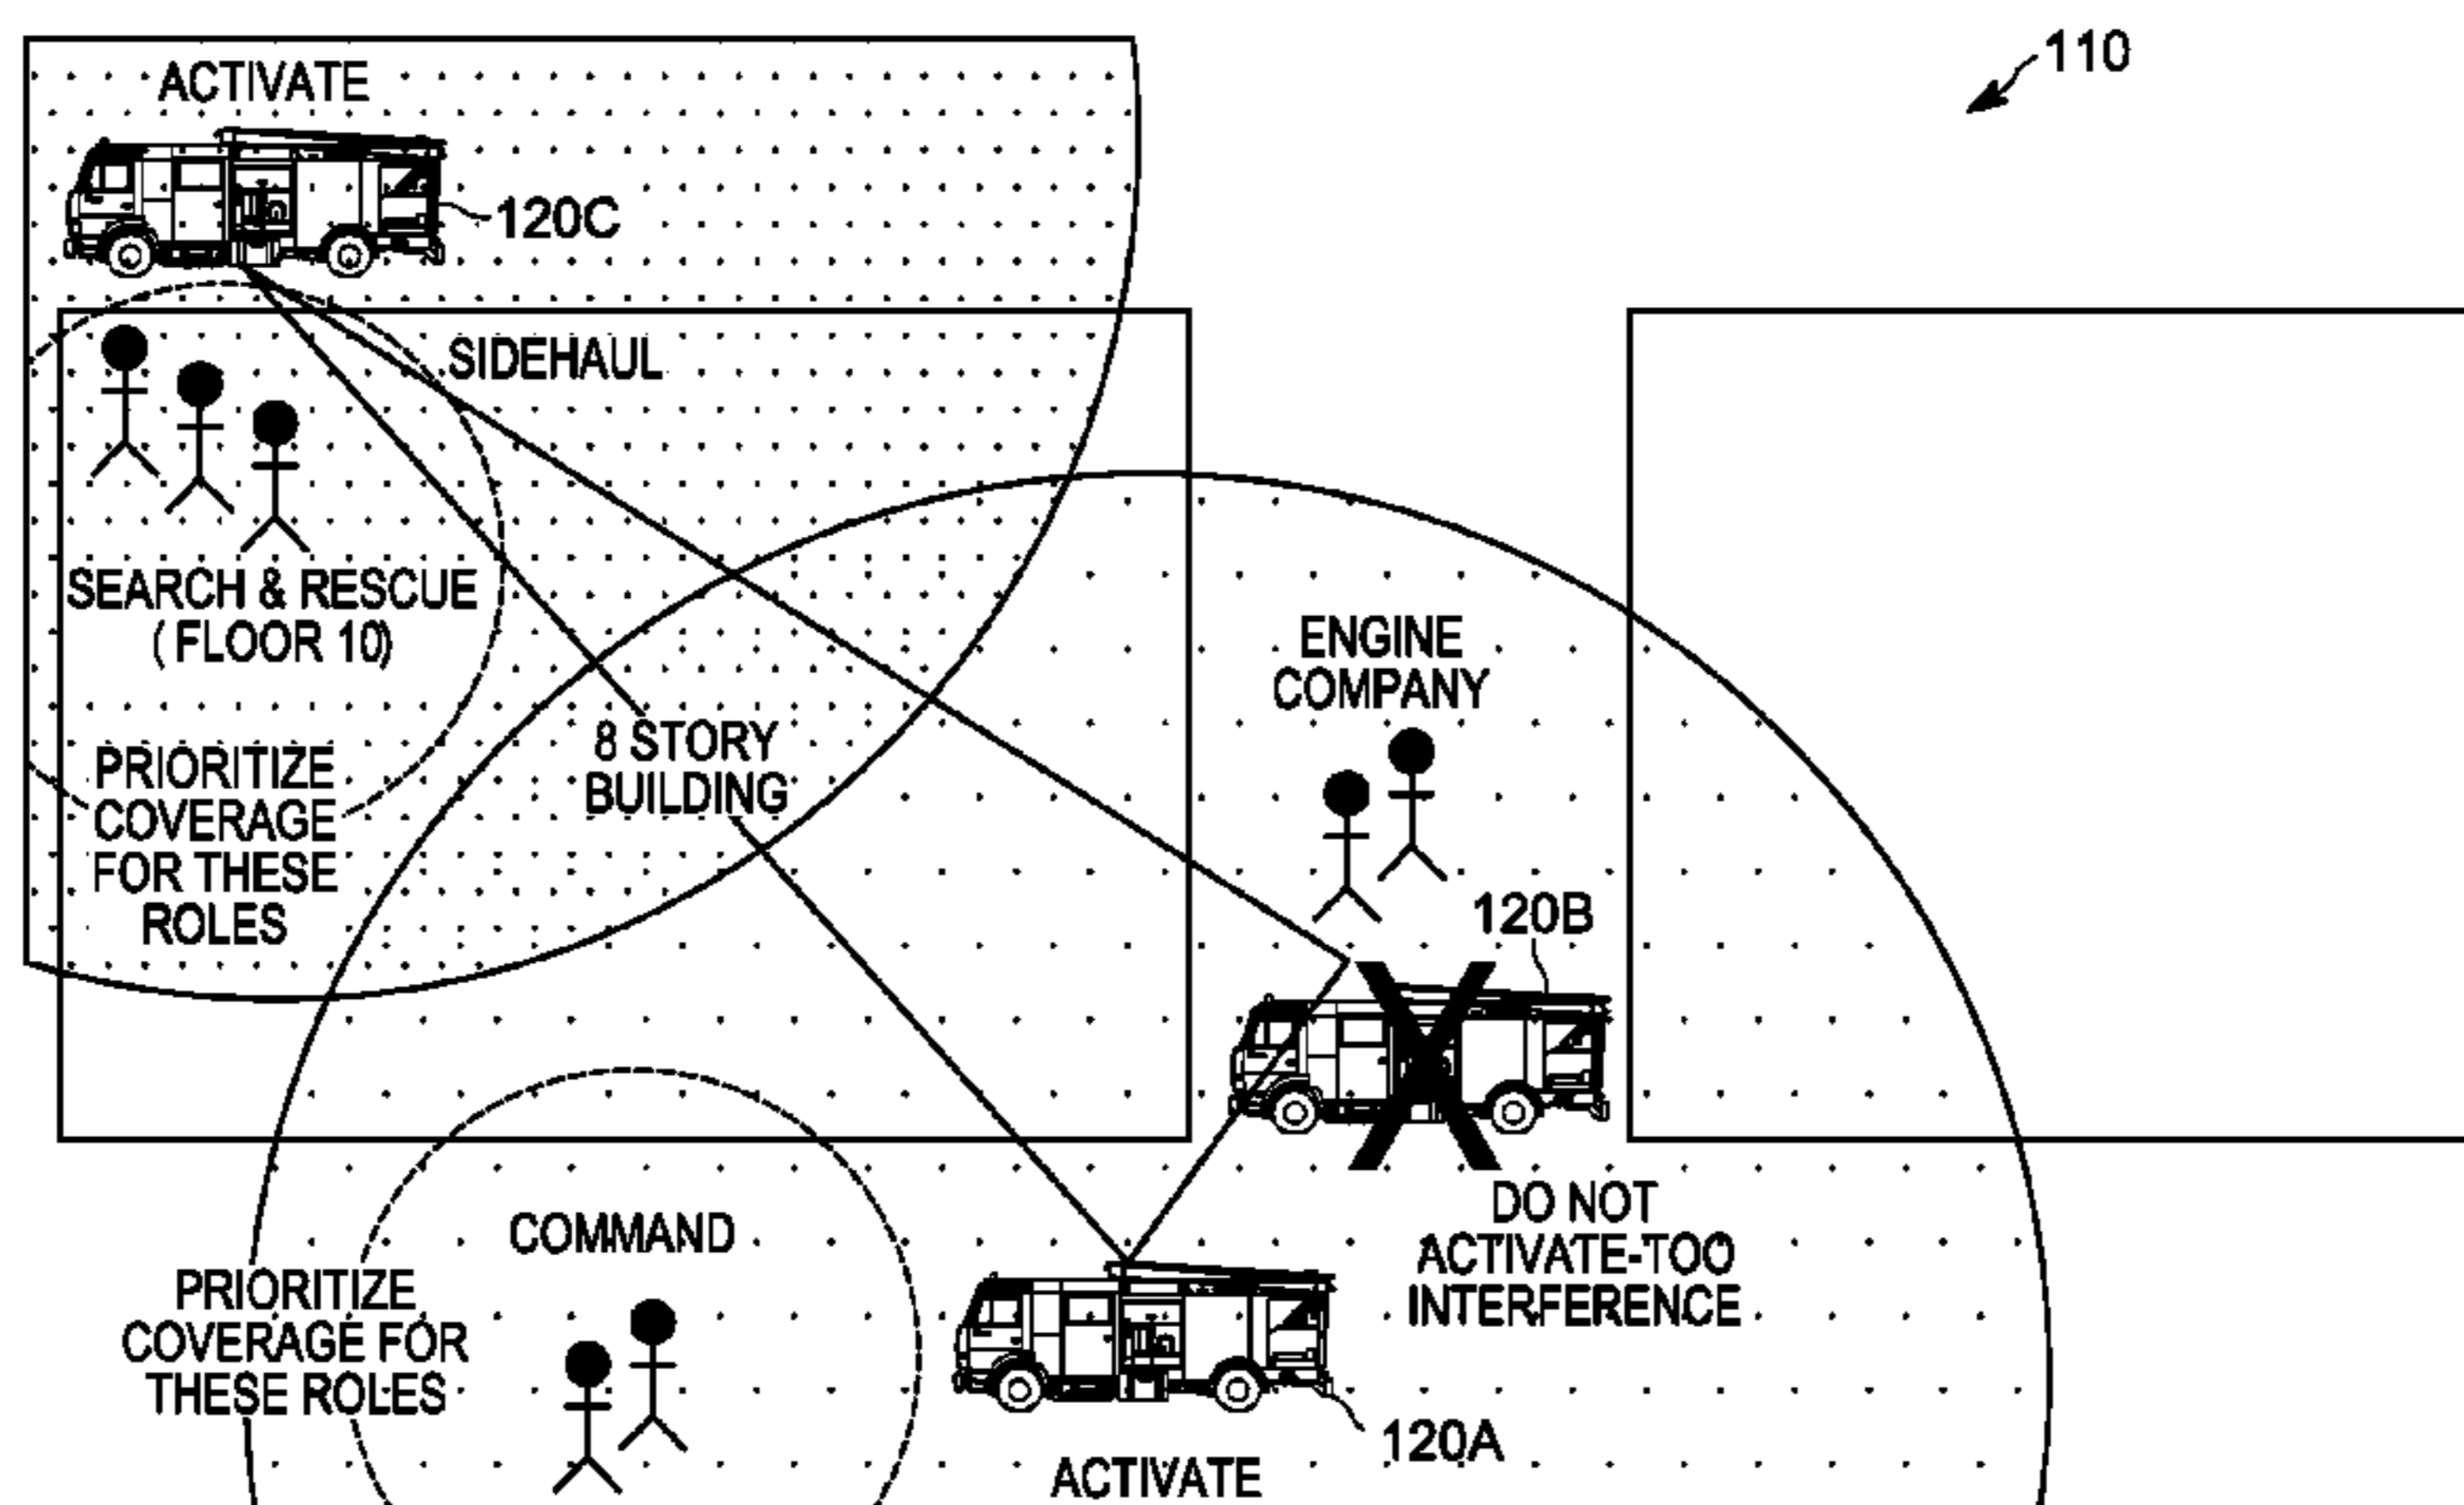 110
ACTIVATE
120C
SIDEHAUL
SEARCH & RESCUE
( FLOOR 10)
PRIORITIZE
COVERAGE
FOR THESE
ROLES
8 STORY
BUILDING
ENGINE
COMPANY
120B
DO NOT
ACTIVATE-TOO
INTERFERENCE
COMMAND
PRIORITIZE
COVERAGE FOR
THESE ROLES
120A
ACTIVATE